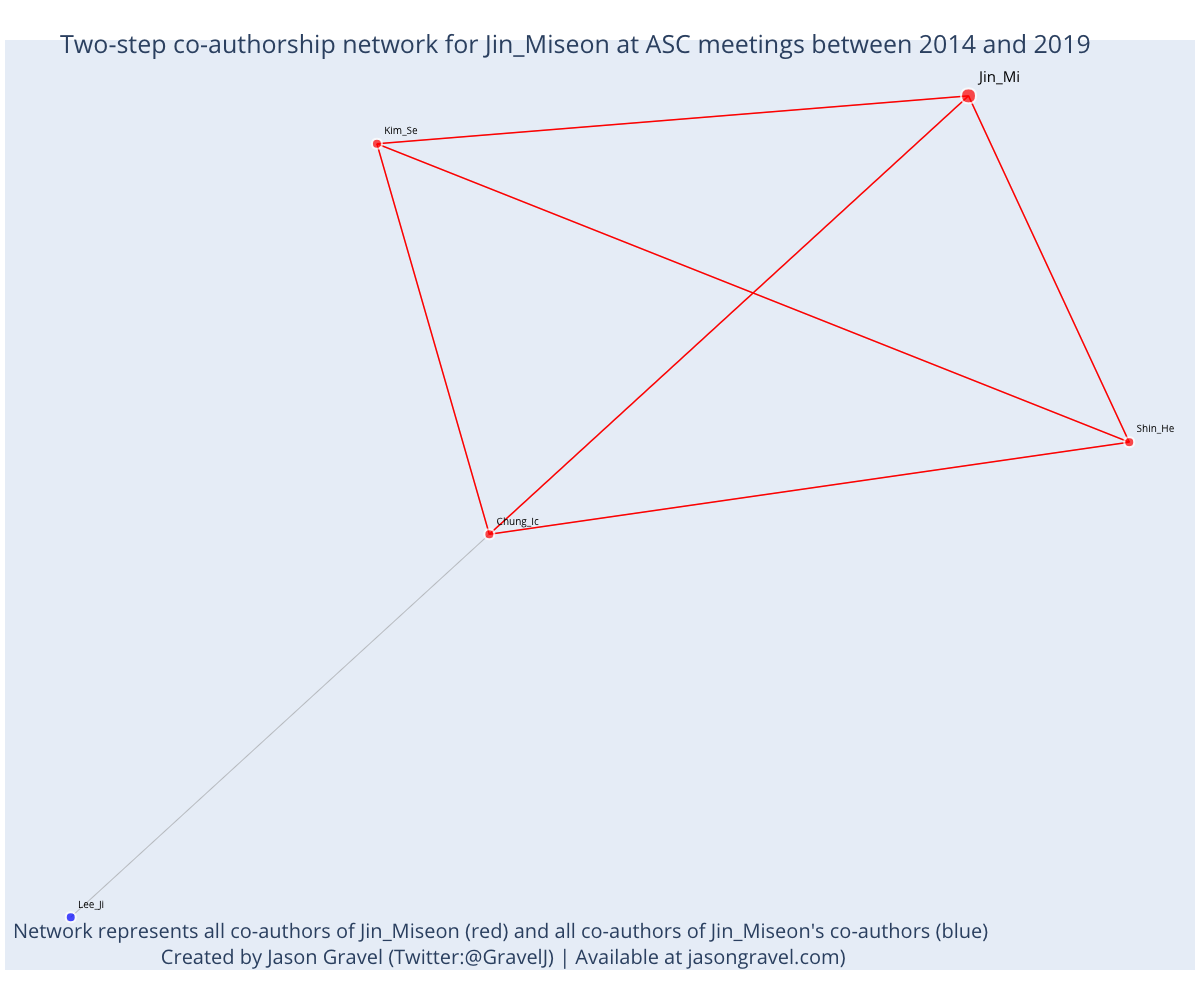 Two-step co-authorship network for Jin_Miseon at ASC meetings between 2014 and 2019
Jin_Mi
Kim_Se
Shin_He
Chung_Ic
Lee_Ji
Network represents all co-authors of Jin_Miseon (red) and all co-authors of Jin_Miseon's co-authors (blue)
Created by Jason Gravel (Twitter:@GravelJ) | Available at jasongravel.com)